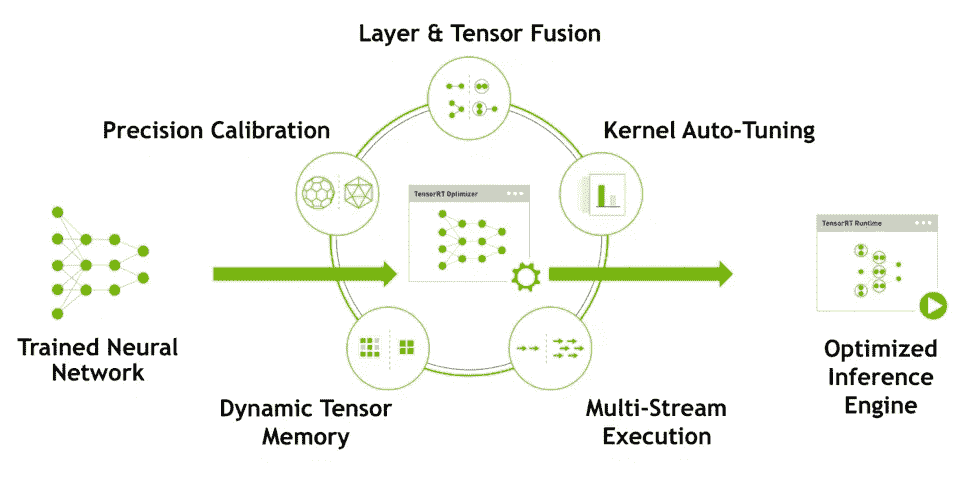 Layer & Tensor Fusion
Precision Calibration
Kernel Auto-Tuning
TensorRT Optimizer
TensorRT Runtime
Trained Neural
Network
Dynamic Tensor
Memory
Multi-Stream
Execution
Optimized
Inference
Engine